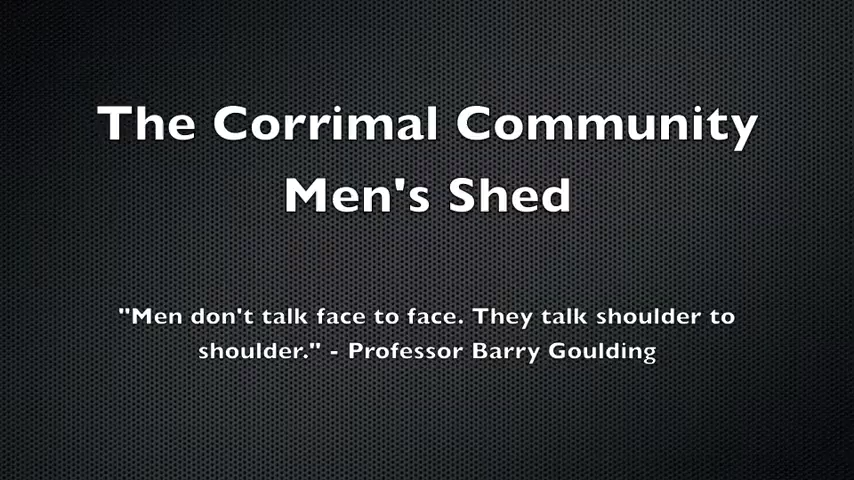 The Corrimal Community
Men's Shed
"Men don't talk face to face. They talk shoulder to
shoulder." - Professor Barry Goulding